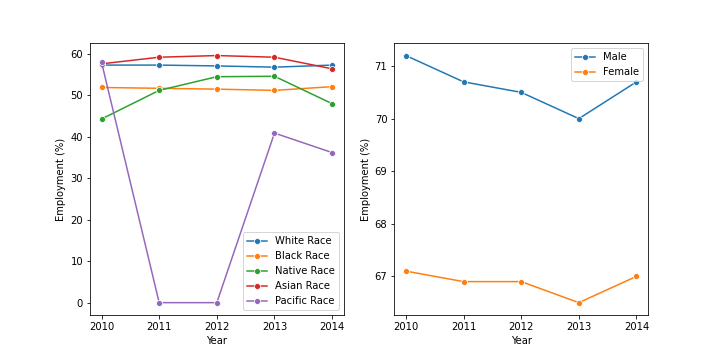 60
50
40
30
20
10
0
Employment (%)
2010
2011
2012
2013
2014
Year
White Race
Black Race
Native Race
Asian Race
Pacific Race
71
70
69
68
67
Employment (%)
2010
2011
2012
2013
2014
Year
Male
Female